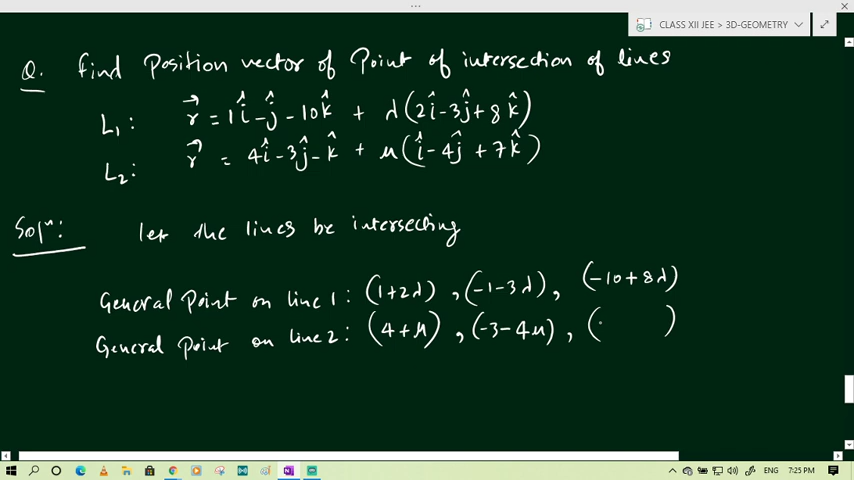 CLASS XII JEE > 3D-GEOMETRY
Q. Find Position vector of Point of intersection of lines
L₁: r⃗ = 1î - ĵ - 10k̂ + λ(2î - 3ĵ + 8k̂)
L₂: r⃗ = 4î - 3ĵ - k̂ + μ(î - 4ĵ + 7k̂)
Solⁿ: let the lines be intersecting
General Point on line 1: (1+2λ), (-1-3λ), (-10+8λ)
General Point on line 2: (4+μ), (-3-4μ), ( )
ENG 7:25 PM